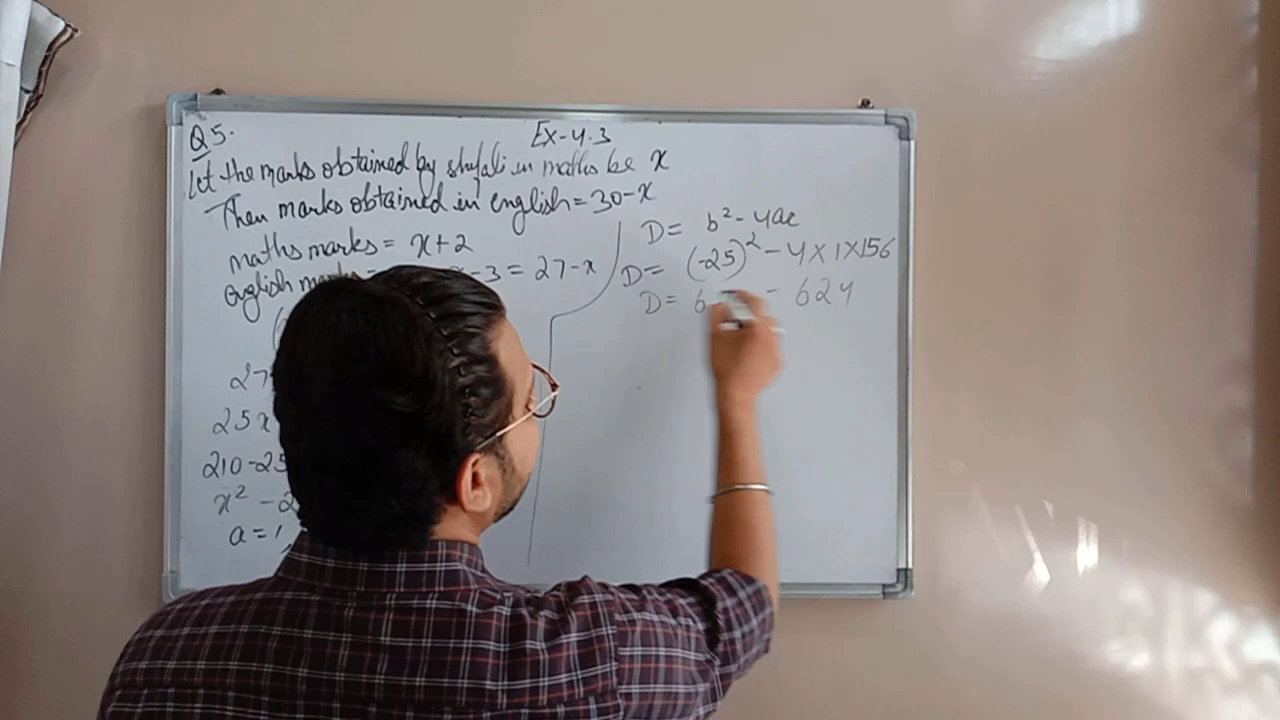 Q5.
Ex-4.3
Let the marks obtained by shefali in maths be x
Then marks obtained in english = 30-x
maths marks = x+2
english -3 = 27-x
27
25x
210-25
x² -2
a=1
D= b² - 4ac
D= (-25)² - 4×1×156
D= 6 - 624